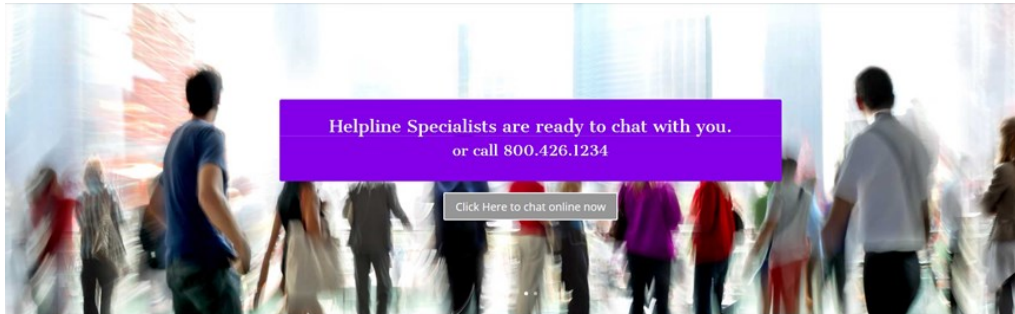 Helpline Specialists are ready to chat with you.
or call 800.426.1234
Click Here to chat online now